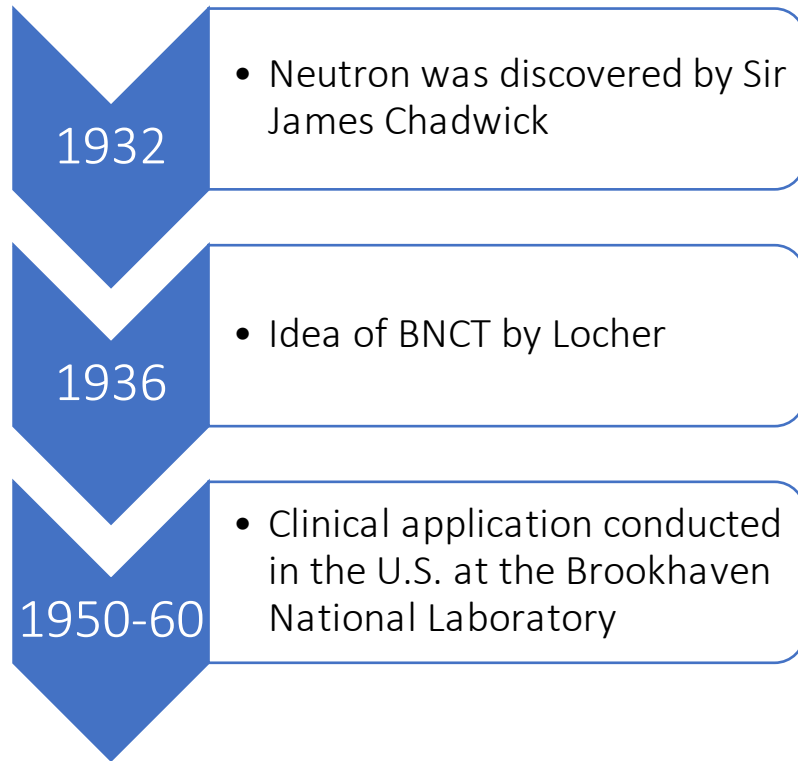 1932
• Neutron was discovered by Sir
James Chadwick
1936
• Idea of BNCT by Locher
1950-60
• Clinical application conducted
in the U.S. at the Brookhaven
National Laboratory